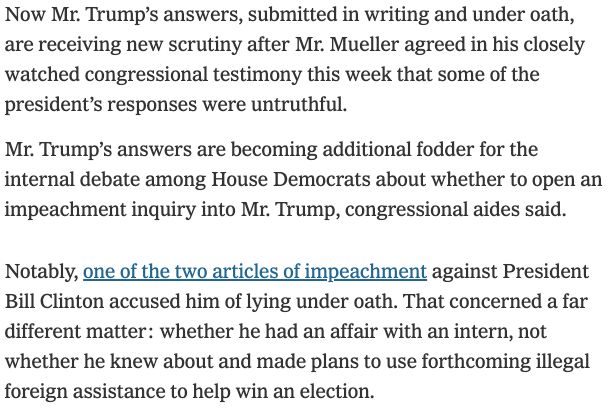 Now Mr. Trump’s answers, submitted in writing and under oath,
are receiving new scrutiny after Mr. Mueller agreed in his closely
watched congressional testimony this week that some of the
president’s responses were untruthful.
Mr. Trump’s answers are becoming additional fodder for the
internal debate among House Democrats about whether to open an
impeachment inquiry into Mr. Trump, congressional aides said.
Notably, one of the two articles of impeachment against President
Bill Clinton accused him of lying under oath. That concerned a far
different matter: whether he had an affair with an intern, not
whether he knew about and made plans to use forthcoming illegal
foreign assistance to help win an election.